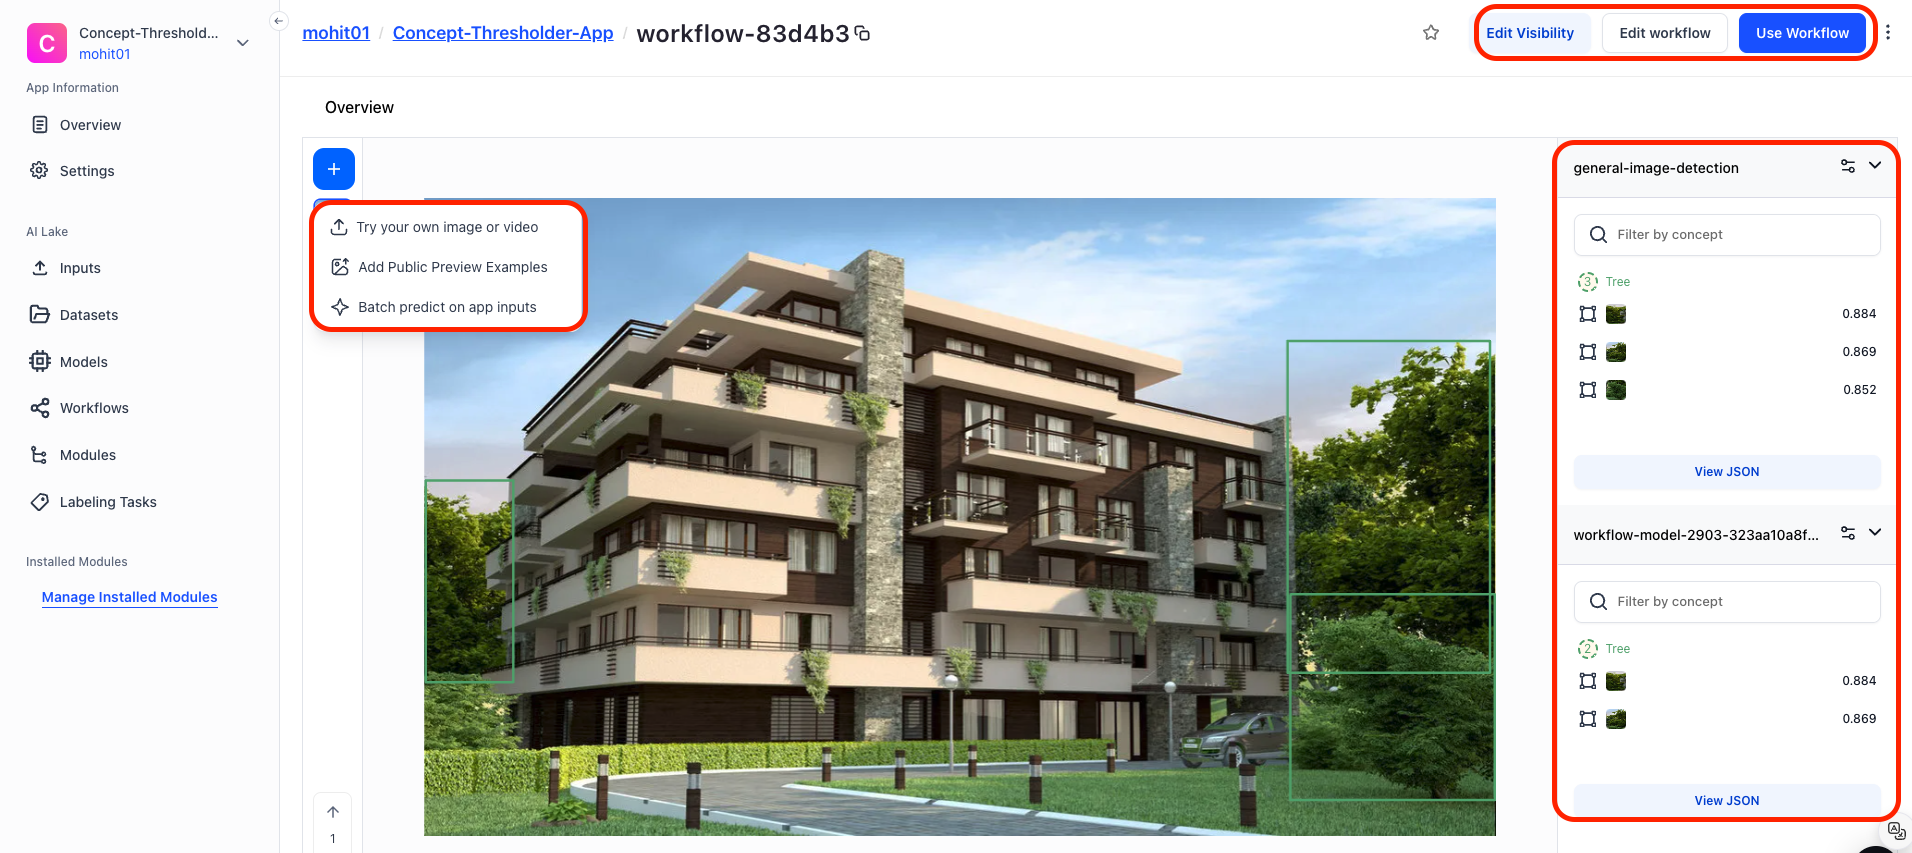 C
Concept-Threshold...
mohit01
App Information
Overview
Settings
AI Lake
Inputs
Datasets
Models
Workflows
Modules
Labeling Tasks
Installed Modules
Manage Installed Modules
mohit01 / Concept-Thresholder-App / workflow-83d4b3
Edit Visibility
Edit workflow
Use Workflow
Overview
Try your own image or video
Add Public Preview Examples
Batch predict on app inputs
1
general-image-detection
Filter by concept
3 Tree
0.884
0.869
0.852
View JSON
workflow-model-2903-323aa10a8f...
Filter by concept
2 Tree
0.884
0.869
View JSON